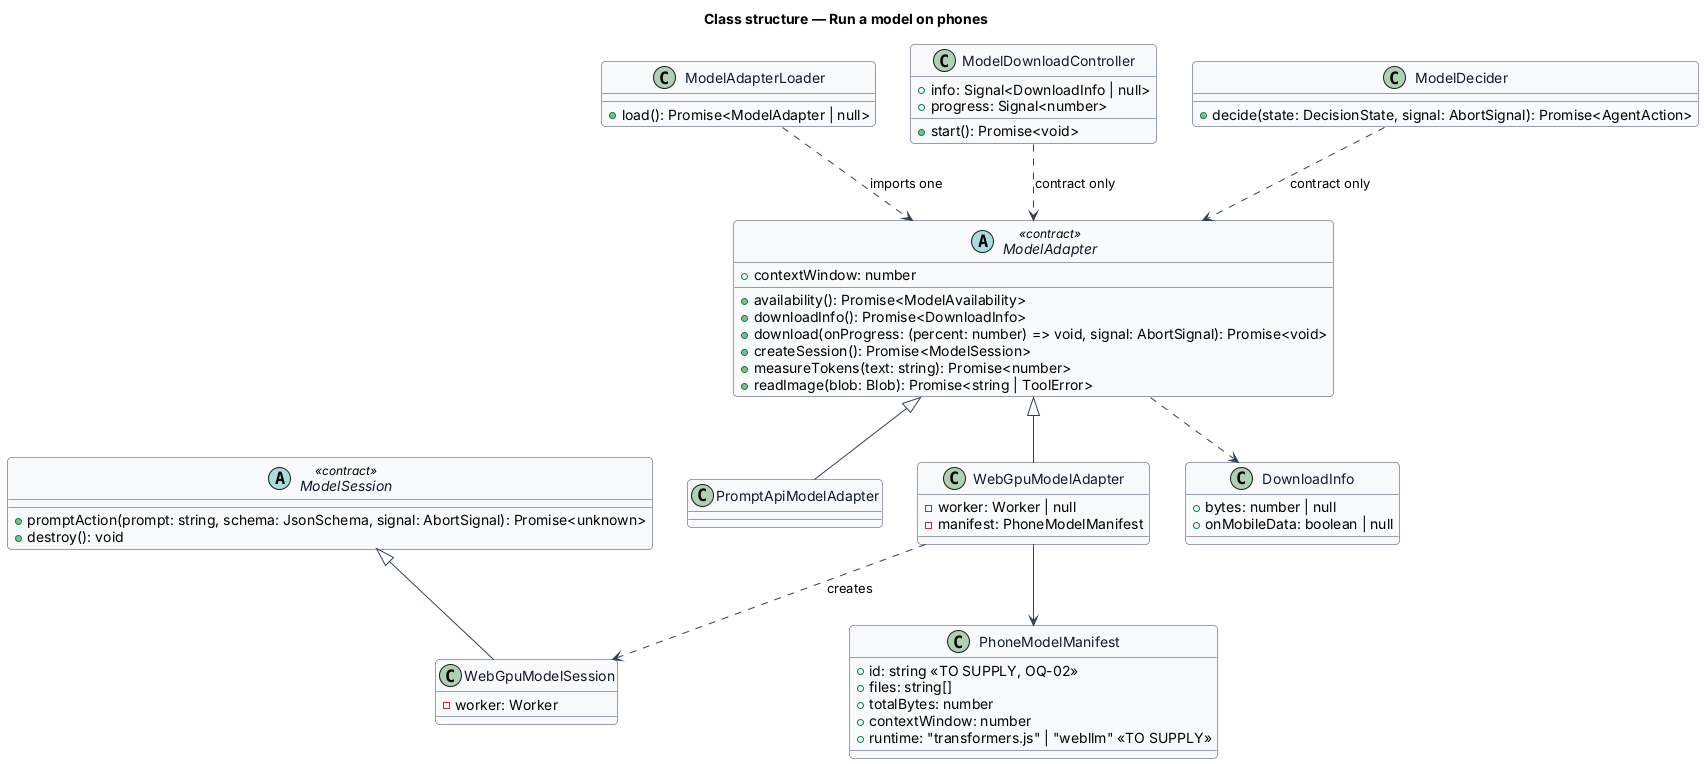 Class structure — Run a model on phones
C ModelAdapterLoader
load(): Promise<ModelAdapter | null>
C ModelDownloadController
info: Signal<DownloadInfo | null>
progress: Signal<number>
start(): Promise<void>
C ModelDecider
decide(state: DecisionState, signal: AbortSignal): Promise<AgentAction>
imports one
contract only
contract only
A «contract»
ModelAdapter
contextWindow: number
availability(): Promise<ModelAvailability>
downloadInfo(): Promise<DownloadInfo>
download(onProgress: (percent: number) => void, signal: AbortSignal): Promise<void>
createSession(): Promise<ModelSession>
measureTokens(text: string): Promise<number>
readImage(blob: Blob): Promise<string | ToolError>
A «contract»
ModelSession
promptAction(prompt: string, schema: JsonSchema, signal: AbortSignal): Promise<unknown>
destroy(): void
C PromptApiModelAdapter
C WebGpuModelAdapter
worker: Worker | null
manifest: PhoneModelManifest
C DownloadInfo
bytes: number | null
onMobileData: boolean | null
creates
C WebGpuModelSession
worker: Worker
C PhoneModelManifest
id: string «TO SUPPLY, OQ-02»
files: string[]
totalBytes: number
contextWindow: number
runtime: "transformers.js" | "webllm" «TO SUPPLY»